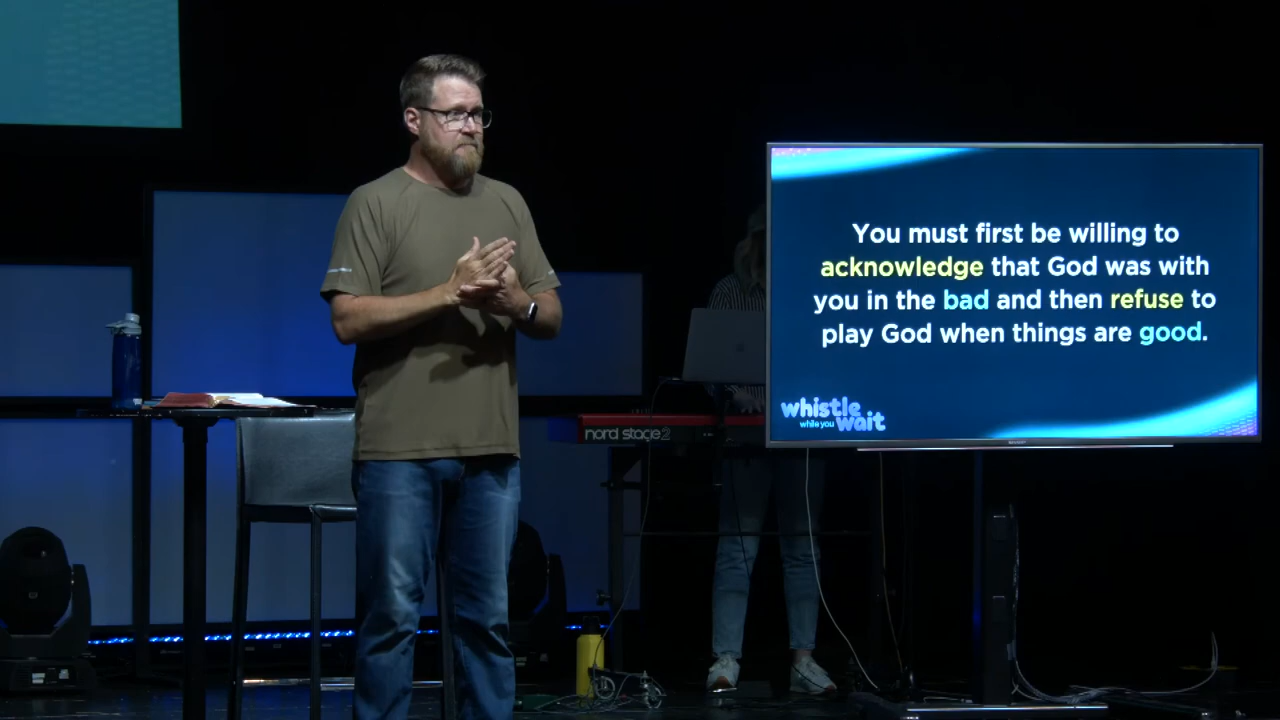 You must first be willing to
acknowledge that God was with
you in the bad and then refuse to
play God when things are good.
whistle
while you wait
nord stage 2